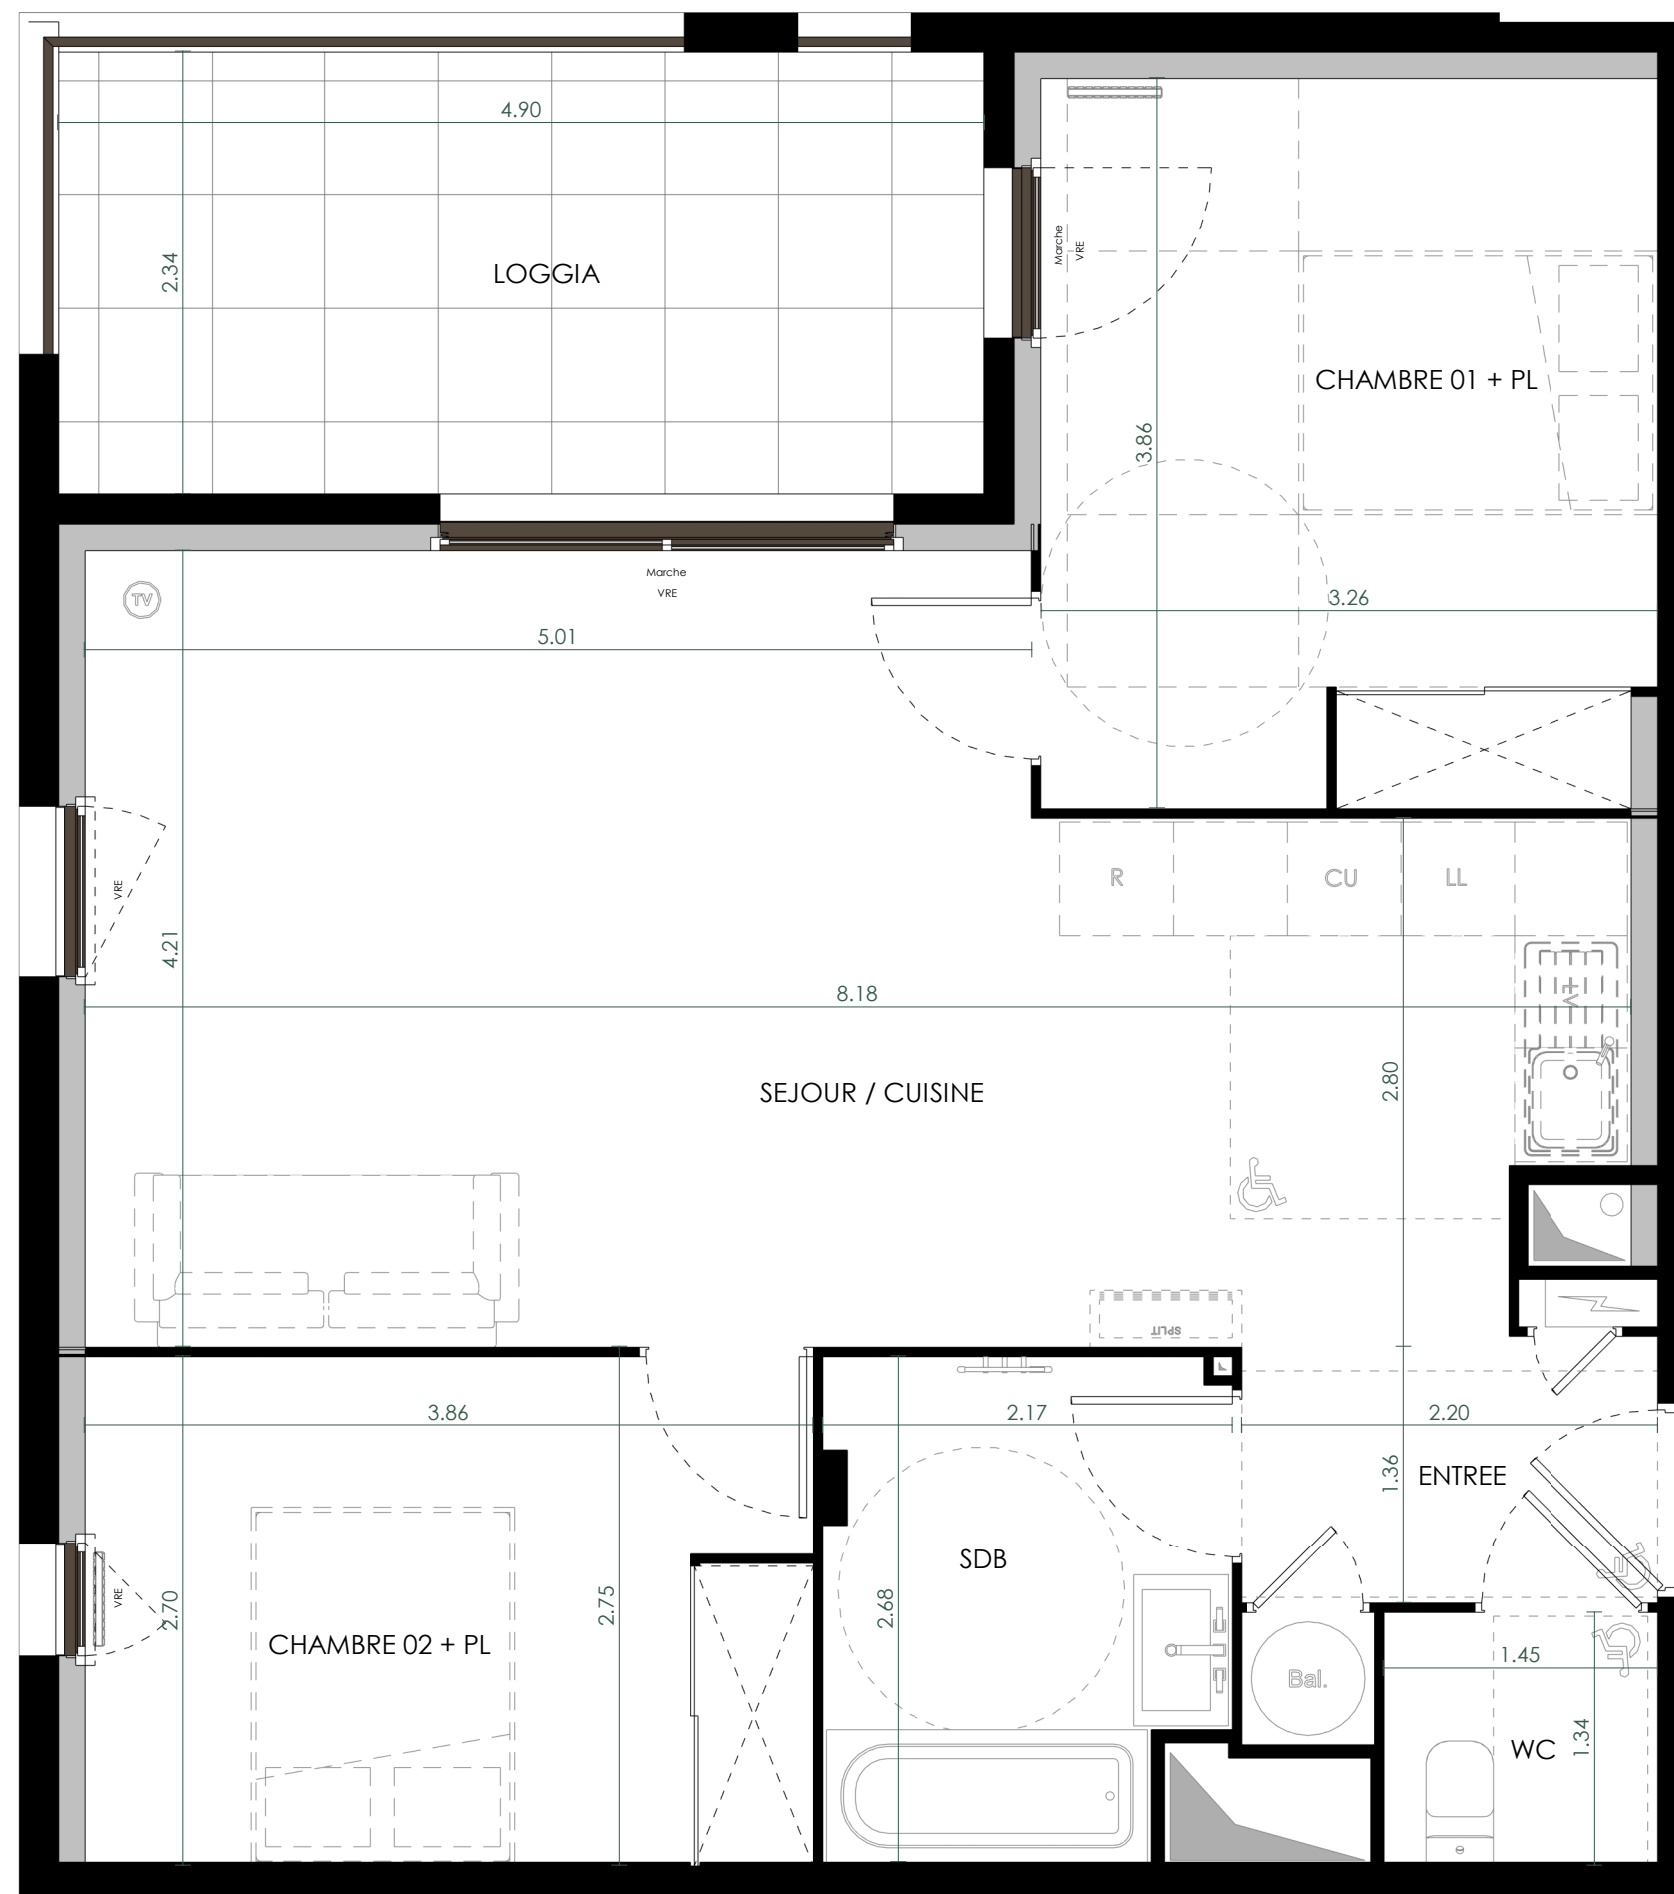 4.90
2.34
LOGGIA
Marche
VRE
CHAMBRE 01 + PL
3.86
3.26
Marche
VRE
TV
5.01
VRE
R
CU
LL
4.21
8.18
LV
2.80
SEJOUR / CUISINE
SPLIT
3.86
2.17
2.20
1.36
ENTREE
SDB
VRE
2.70
2.75
2.68
CHAMBRE 02 + PL
Bal.
1.45
1.34
WC